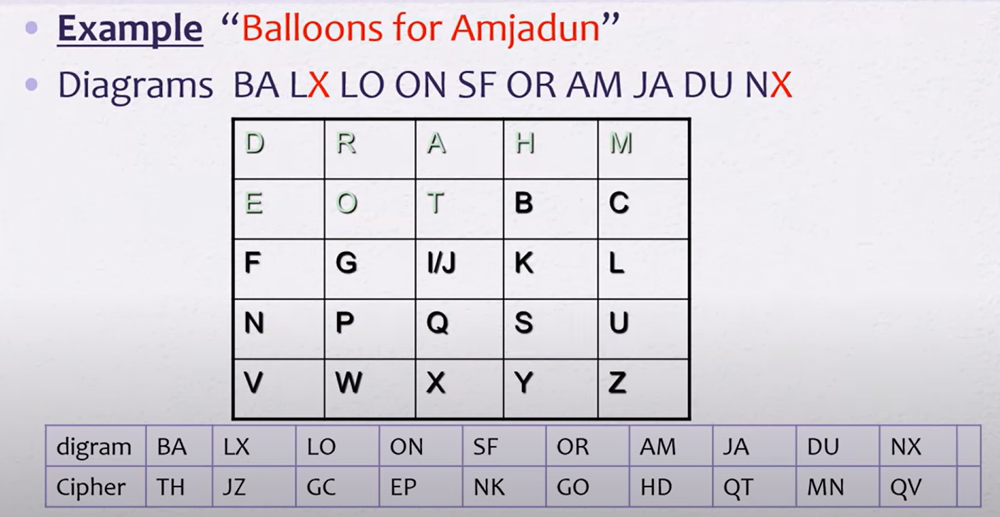 • Example “Balloons for Amjadun”
• Diagrams BA LX LO ON SF OR AM JA DU NX
D R A H M
E O T B C
F G I/J K L
N P Q S U
V W X Y Z
digram BA LX LO ON SF OR AM JA DU NX
Cipher TH JZ GC EP NK GO HD QT MN QV